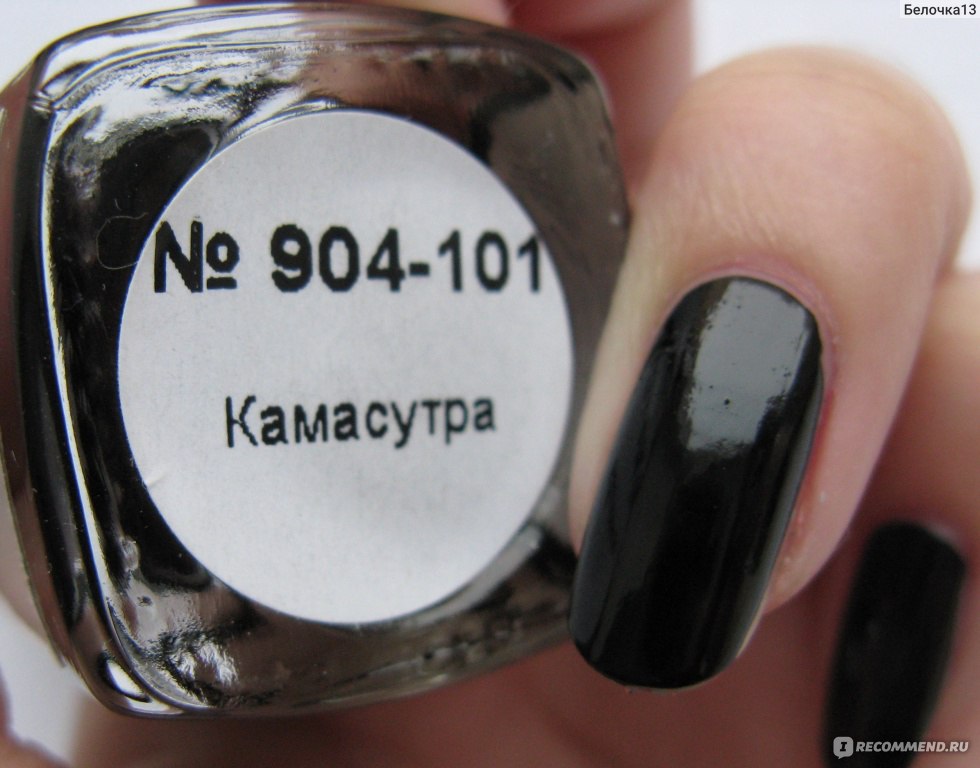 Белочка13
№ 904-101
Камасутра
I RECOMMEND.RU